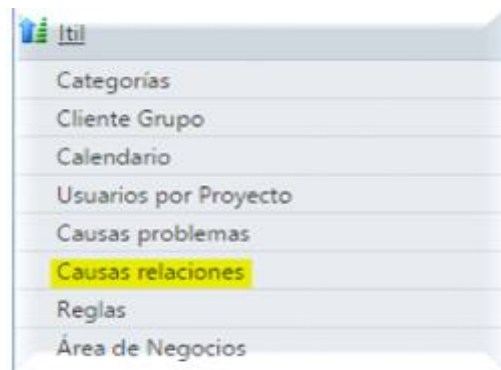 Itil
Categorías
Cliente Grupo
Calendario
Usuarios por Proyecto
Causas problemas
Causas relaciones
Reglas
Área de Negocios